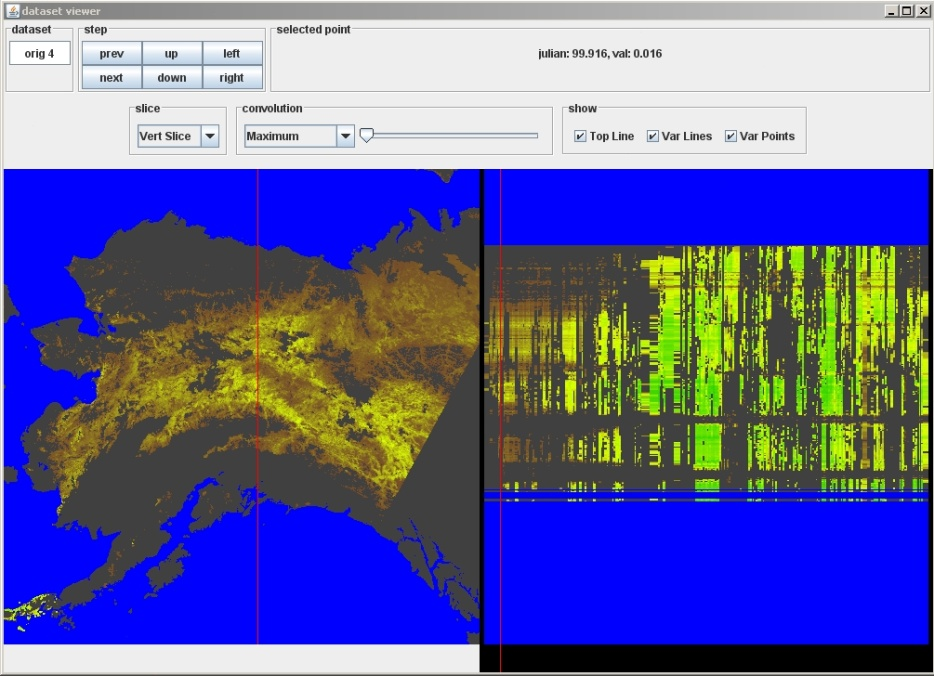 dataset viewer
dataset
step
selected point
orig 4
prev
up
left
julian: 99.916, val: 0.016
next
down
right
slice
convolution
show
Vert Slice
Maximum
Top Line
Var Lines
Var Points